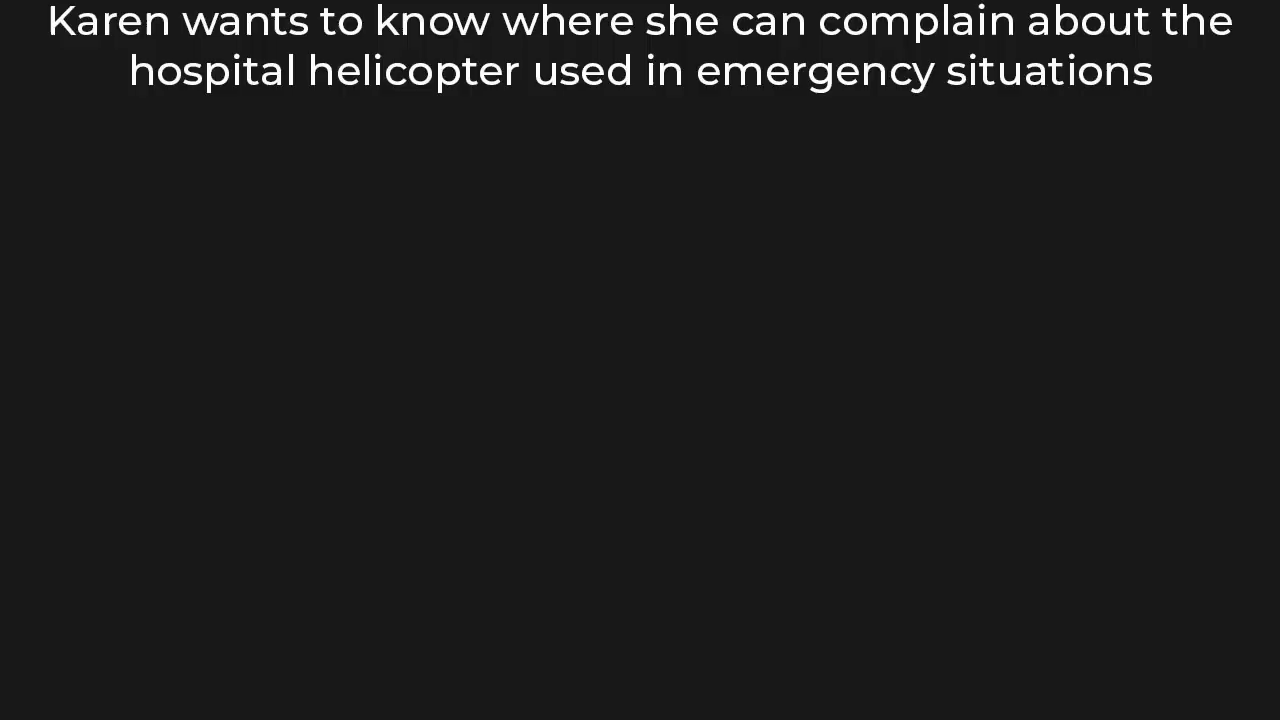 Karen wants to know where she can complain about the
hospital helicopter used in emergency situations